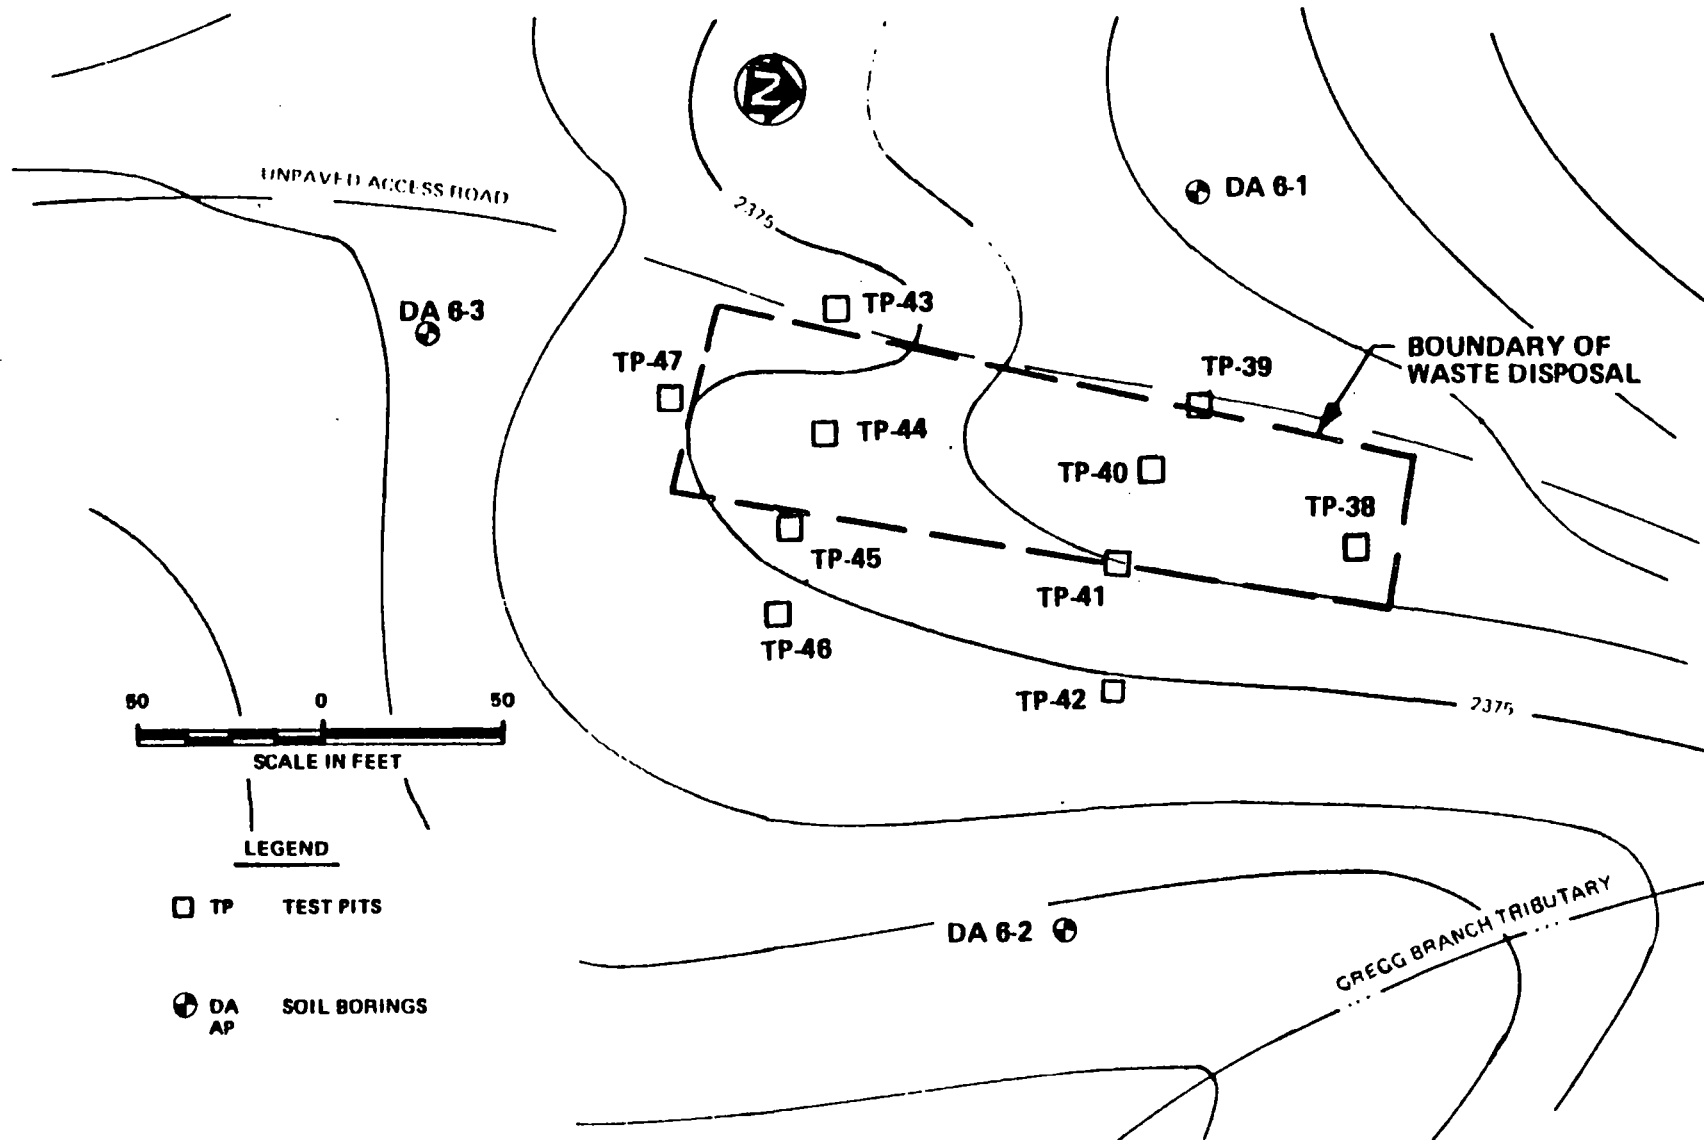 N
UNPAVED ACCESS ROAD
2375
DA 6-1
DA 6-3
TP-43
TP-47
TP-39
BOUNDARY OF
WASTE DISPOSAL
TP-44
TP-40
TP-38
TP-45
TP-41
TP-46
TP-42
2375
50 0 50
SCALE IN FEET
LEGEND
TP TEST PITS
DA SOIL BORINGS
AP
DA 6-2
GREGG BRANCH TRIBUTARY